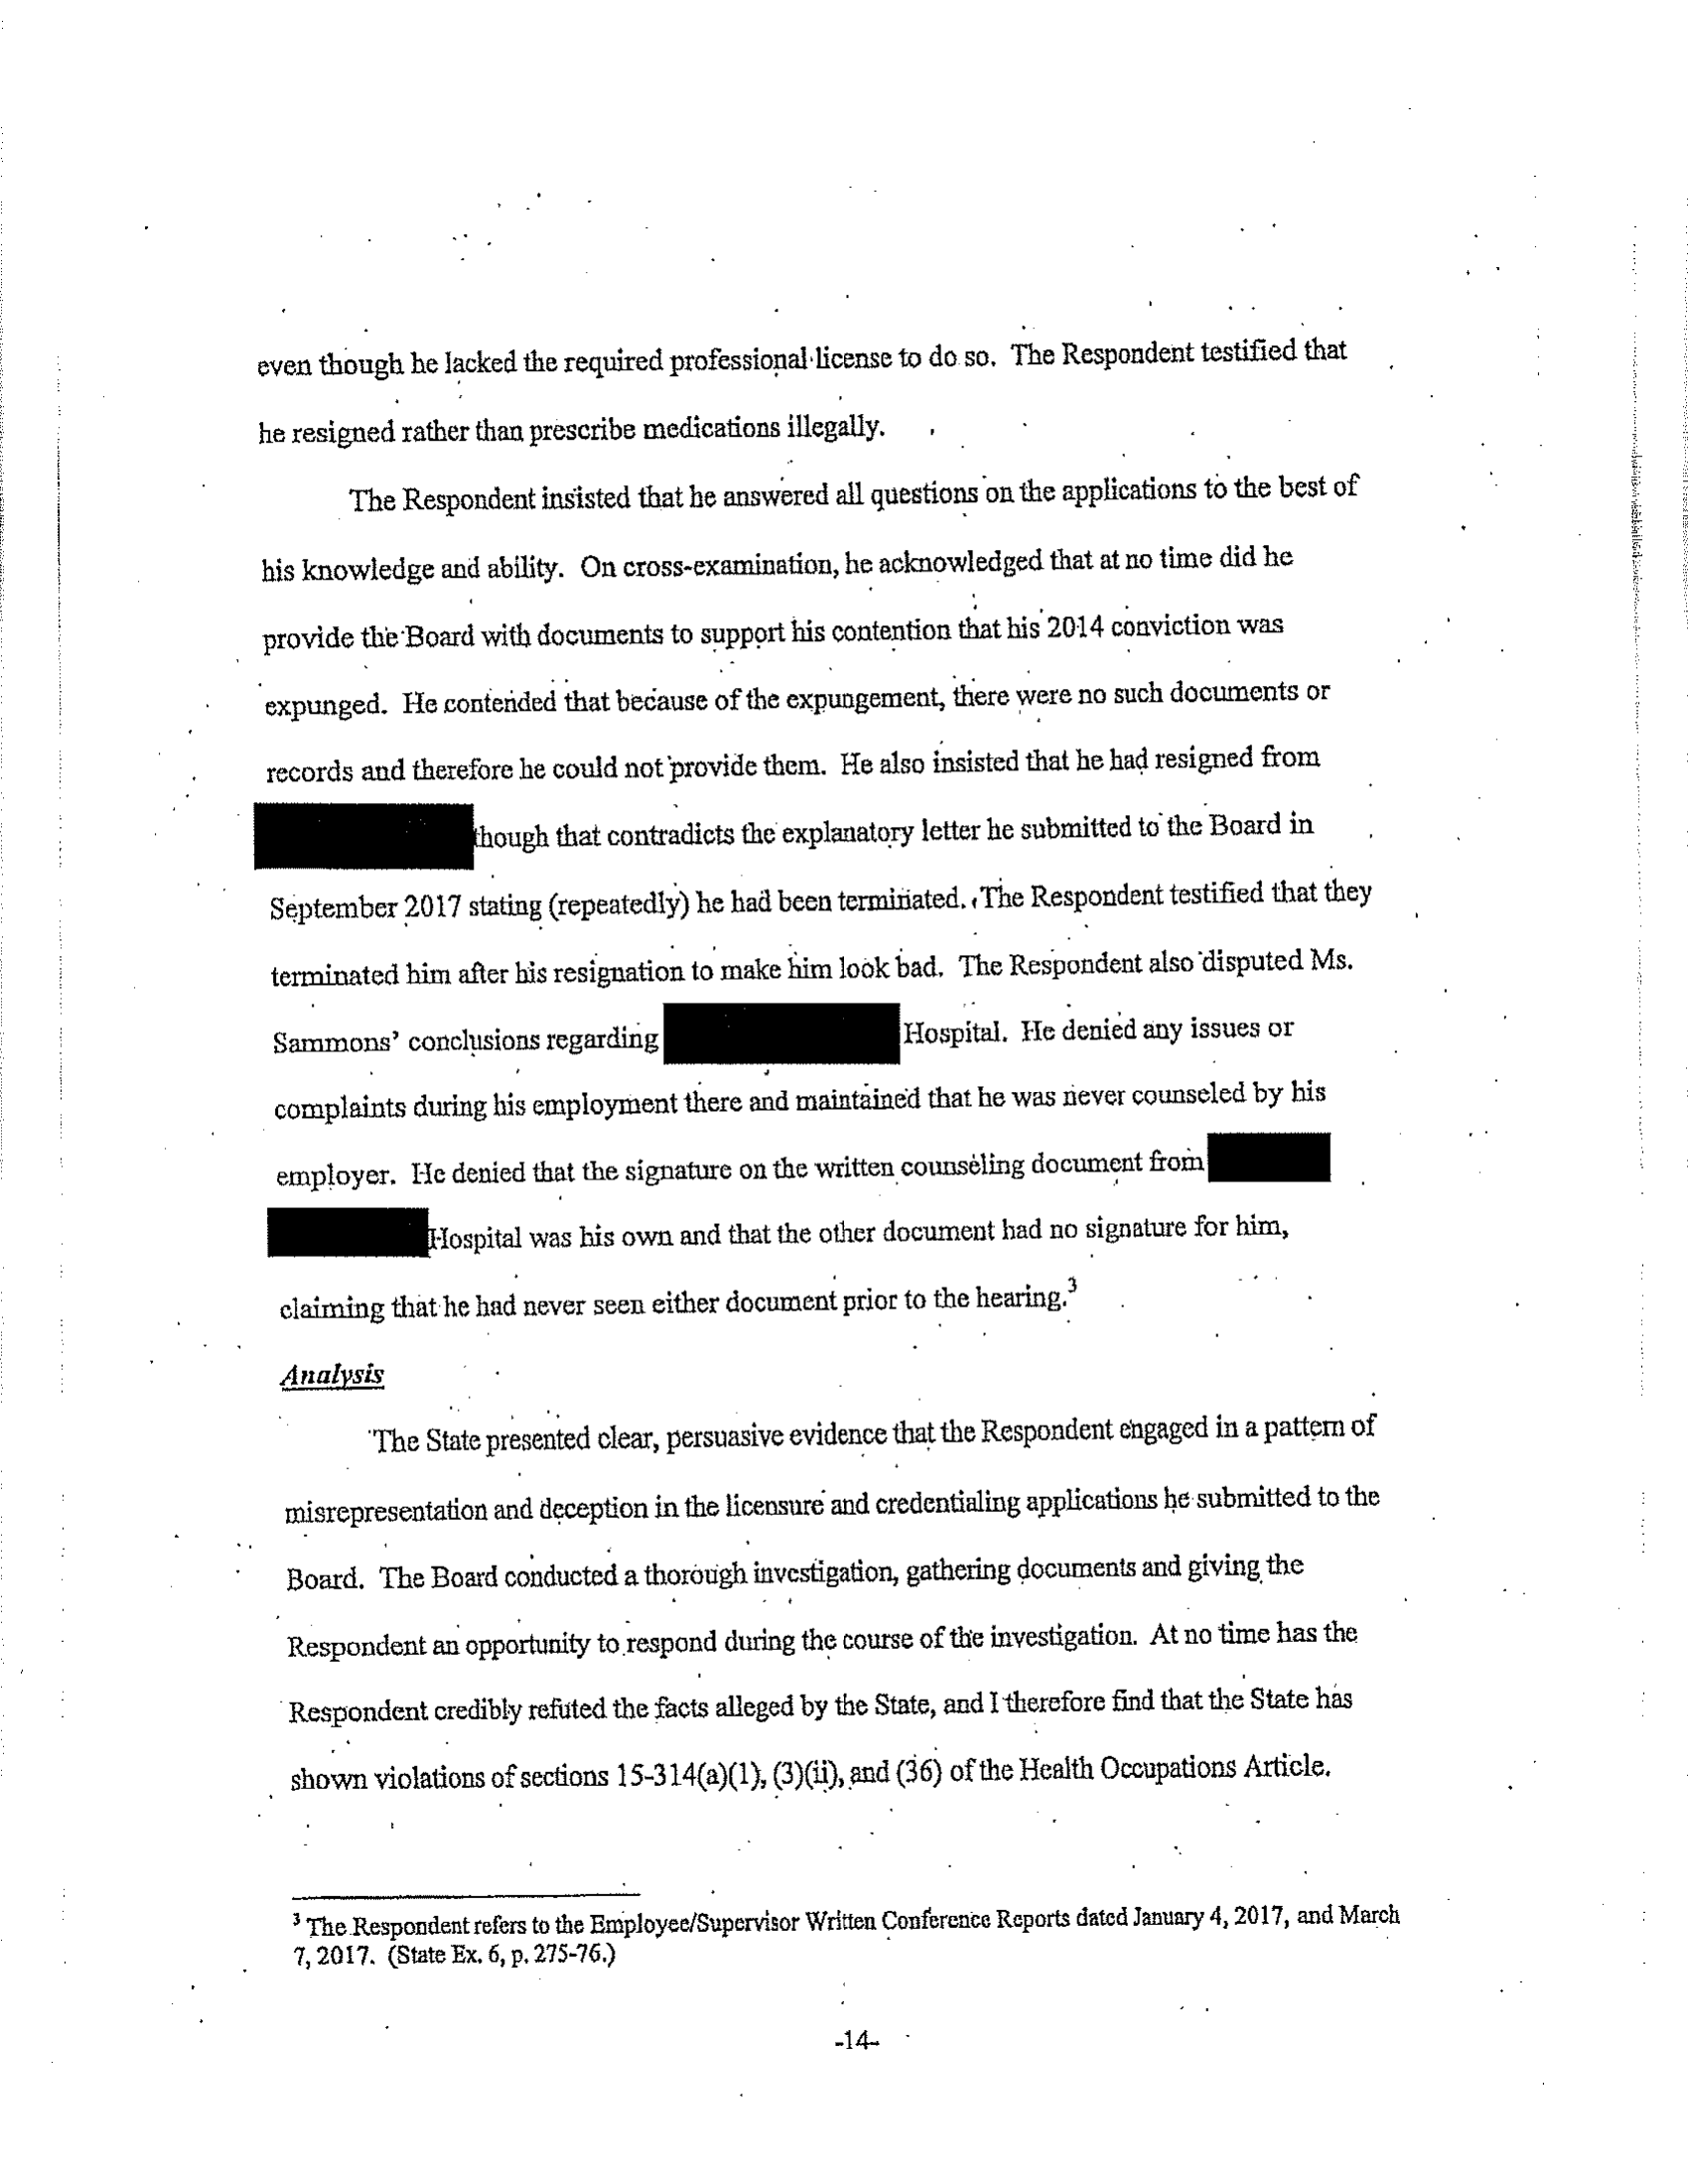 even though he lacked the required professional license to do so. The Respondent testified that
he resigned rather than prescribe medications illegally.
The Respondent insisted that he answered all questions on the applications to the best of
his knowledge and ability. On cross-examination, he acknowledged that at no time did he
provide the Board with documents to support his contention that his 2014 conviction was
expunged. He contended that because of the expungement, there were no such documents or
records and therefore he could not provide them. He also insisted that he had resigned from
though that contradicts the explanatory letter he submitted to the Board in
September 2017 stating (repeatedly) he had been terminated. The Respondent testified that they
terminated him after his resignation to make him look bad. The Respondent also disputed Ms.
Sammons' conclusions regarding Hospital. He denied any issues or
complaints during his employment there and maintained that he was never counseled by his
employer. He denied that the signature on the written counseling document from
Hospital was his own and that the other document had no signature for him,
claiming that he had never seen either document prior to the hearing.3
Analysis
The State presented clear, persuasive evidence that the Respondent engaged in a pattern of
misrepresentation and deception in the licensure and credentialing applications he submitted to the
Board. The Board conducted a thorough investigation, gathering documents and giving the
Respondent an opportunity to respond during the course of the investigation. At no time has the
Respondent credibly refuted the facts alleged by the State, and I therefore find that the State has
shown violations of sections 15-314(a)(1), (3)(ii), and (36) of the Health Occupations Article.
3 The Respondent refers to the Employee/Supervisor Written Conference Reports dated January 4, 2017, and March
7, 2017. (State Ex. 6, p. 275-76.)
-14-